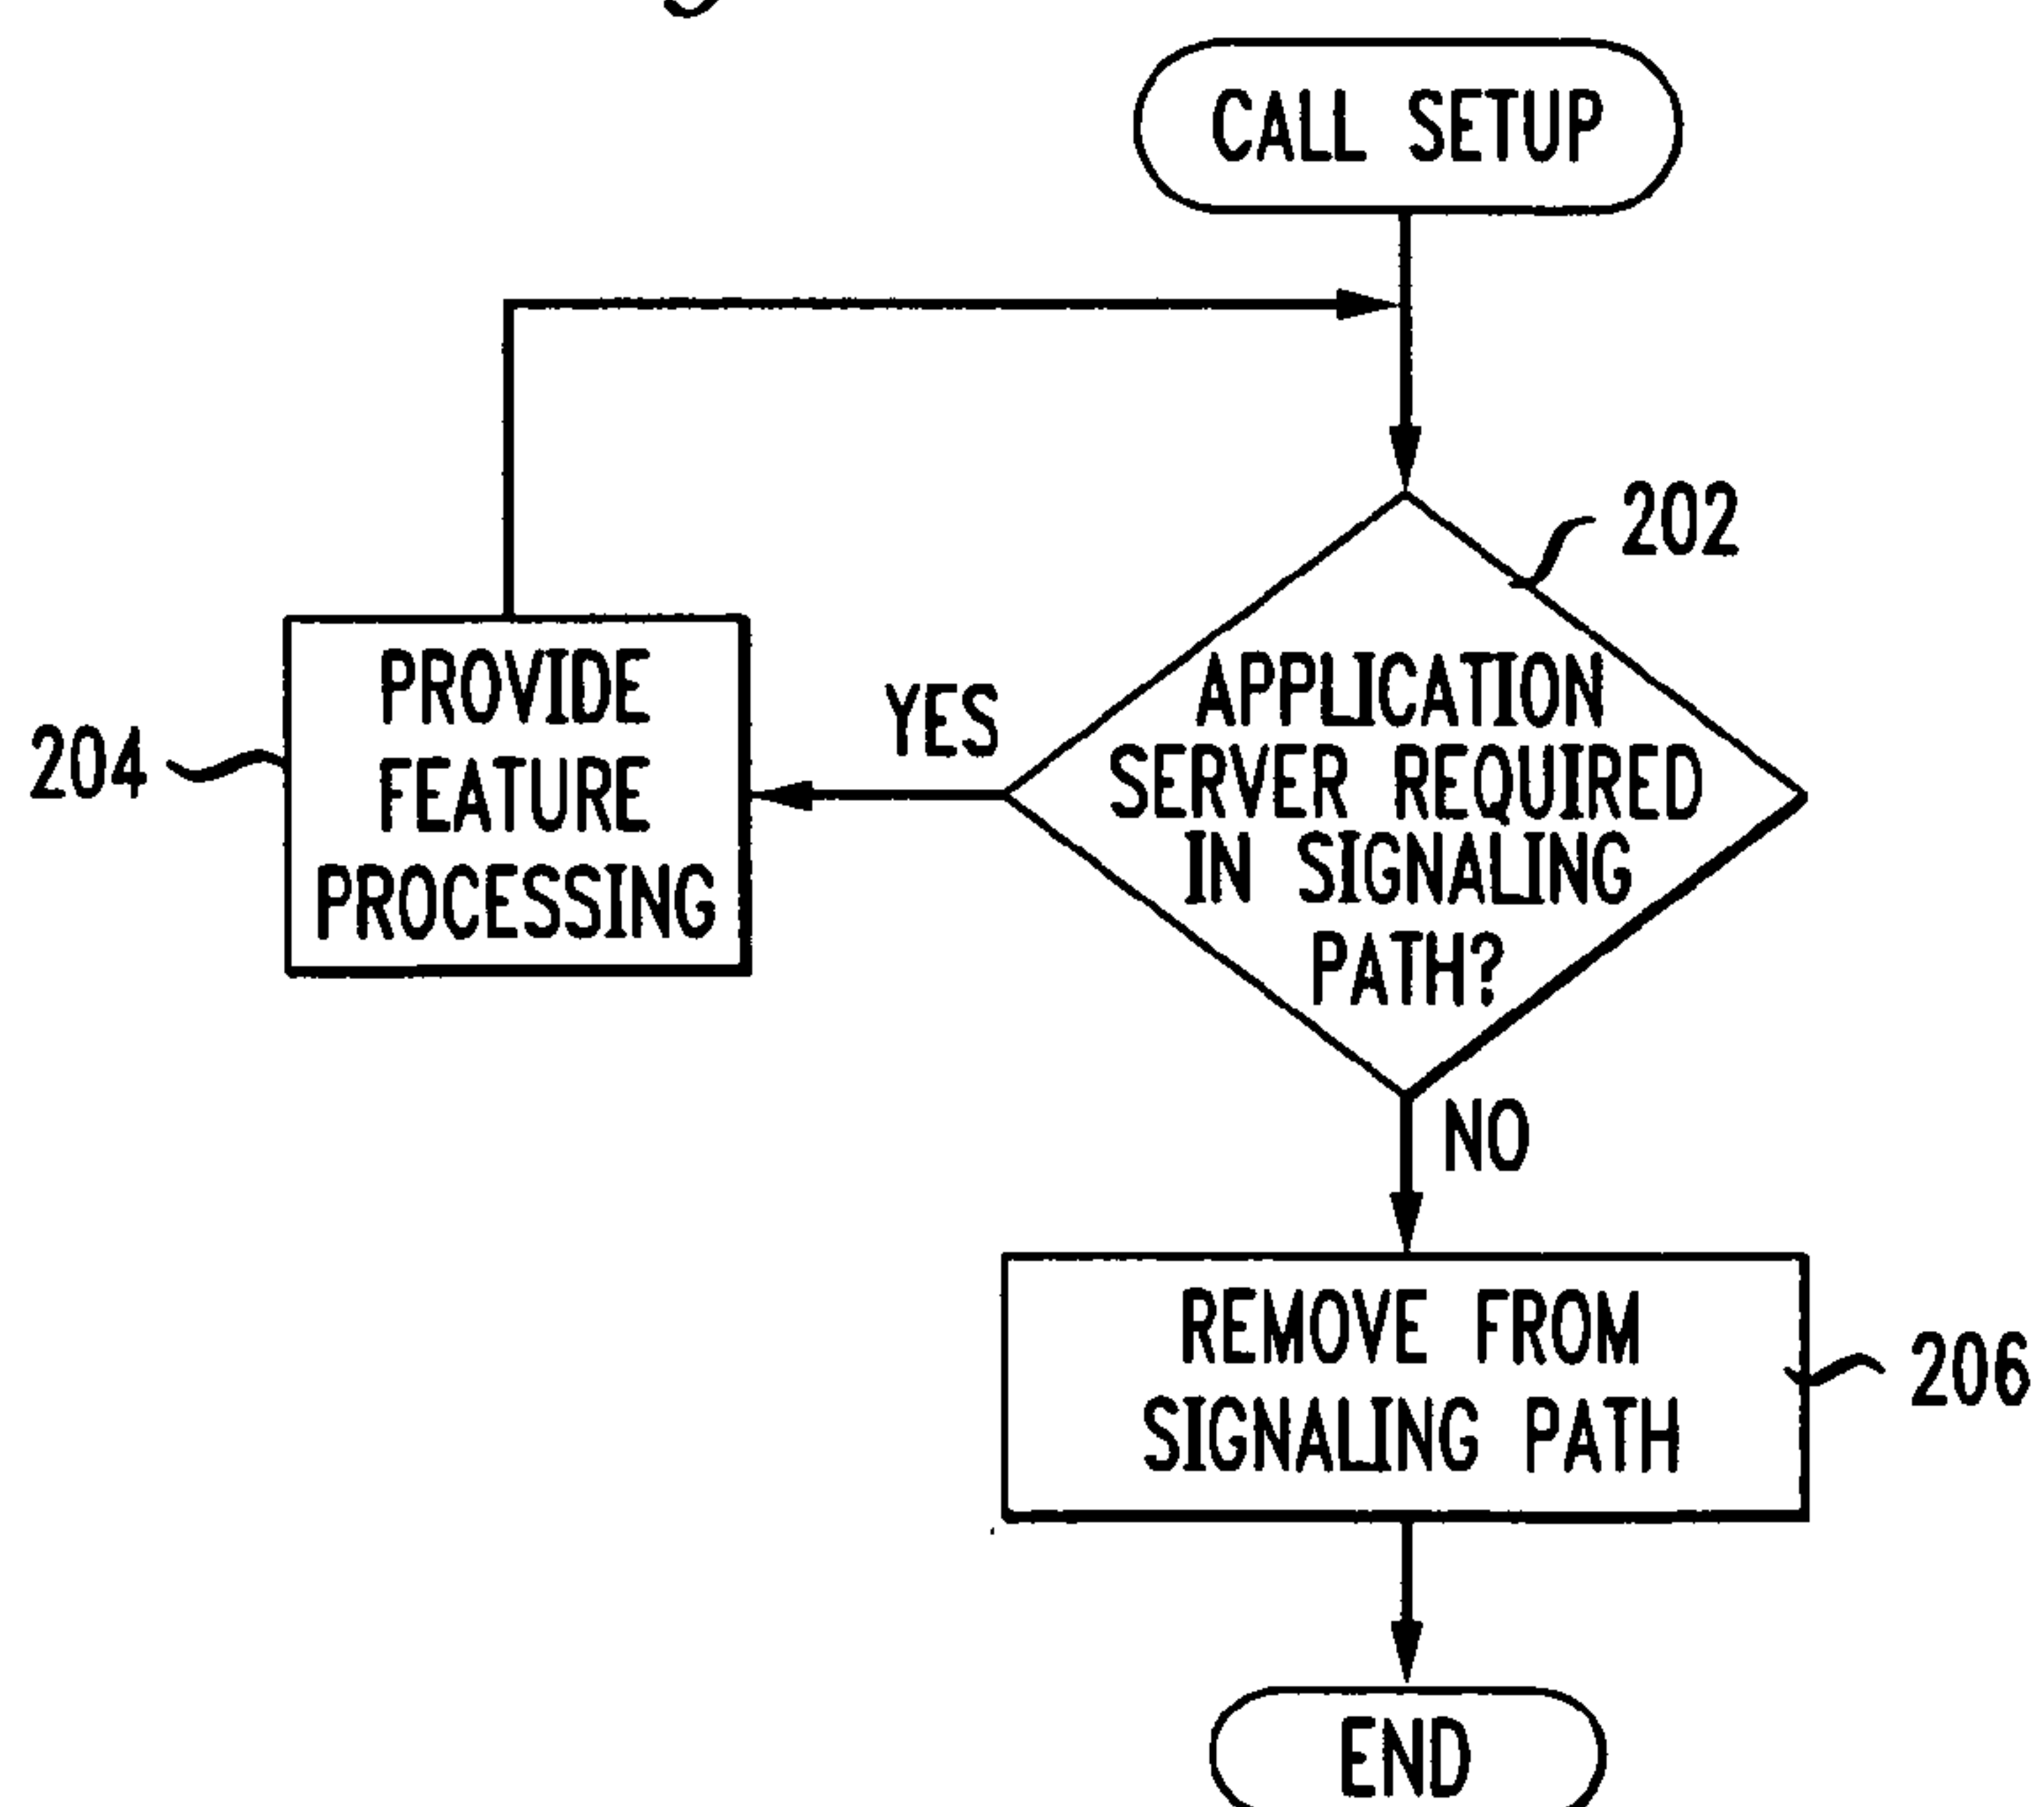 CALL SETUP
202
APPLICATION
SERVER REQUIRED
IN SIGNALING
PATH?
YES
PROVIDE
FEATURE
PROCESSING
204
NO
REMOVE FROM
SIGNALING PATH
206
END